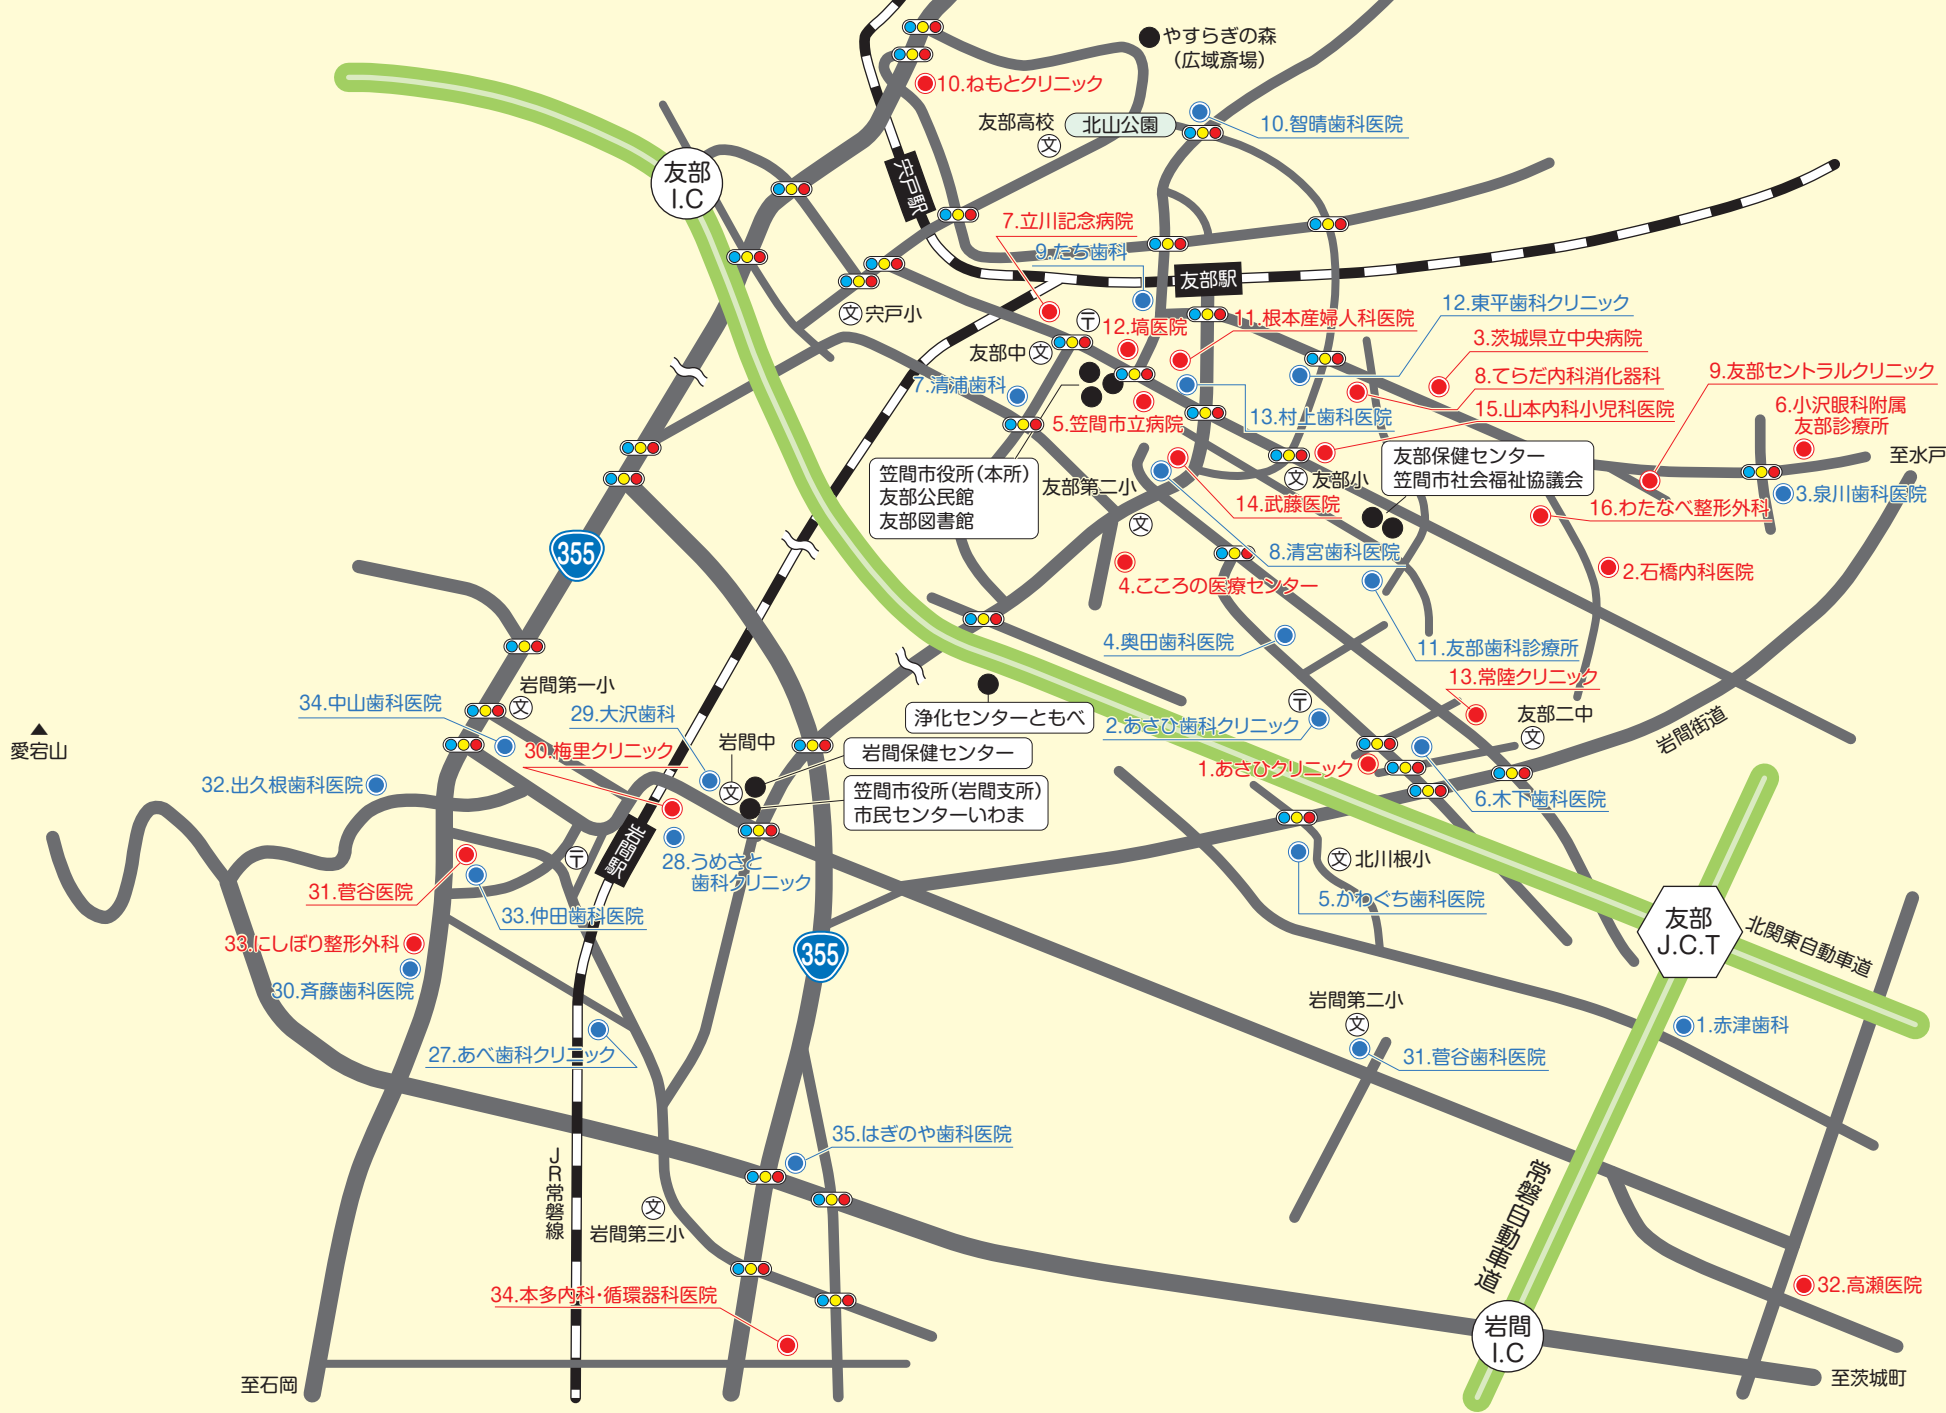 やすらぎの森
（広域斎場）
10.ねもとクリニック
友部高校
文
北山公園
10.智晴歯科医院
友部
I.C
宍戸駅
7.立川記念病院
9.たち歯科
友部駅
文 宍戸小
〒
12.塙医院
11.根本産婦人科医院
12.東平歯科クリニック
3.茨城県立中央病院
友部中 文
7.清浦歯科
8.てらだ内科消化器科
9.友部セントラルクリニック
5.笠間市立病院
13.村上歯科医院
15.山本内科小児科医院
6.小沢眼科附属
友部診療所
至水戸
笠間市役所（本所）
友部公民館
友部図書館
友部第二小
文
文 友部小
友部保健センター
笠間市社会福祉協議会
14.武藤医院
16.わたなべ整形外科
3.泉川歯科医院
355
8.清宮歯科医院
4.こころの医療センター
2.石橋内科医院
4.奥田歯科医院
11.友部歯科診療所
13.常陸クリニック
岩間第一小
文
34.中山歯科医院
29.大沢歯科
浄化センターともべ
〒
2.あさひ歯科クリニック
友部二中
文
岩間街道
愛宕山
30.梅里クリニック
岩間中
文
岩間保健センター
1.あさひクリニック
32.出久根歯科医院
笠間市役所（岩間支所）
市民センターいわま
6.木下歯科医院
岩間駅
〒
28.うめさと
歯科クリニック
文 北川根小
31.菅谷医院
33.仲田歯科医院
5.かわぐち歯科医院
33.にしぼり整形外科
355
友部
J.C.T
北関東自動車道
30.斉藤歯科医院
岩間第二小
文
1.赤津歯科
27.あべ歯科クリニック
31.菅谷歯科医院
35.はぎのや歯科医院
JR常磐線
常磐自動車道
文
岩間第三小
34.本多内科・循環器科医院
32.高瀬医院
岩間
I.C
至石岡
至茨城町